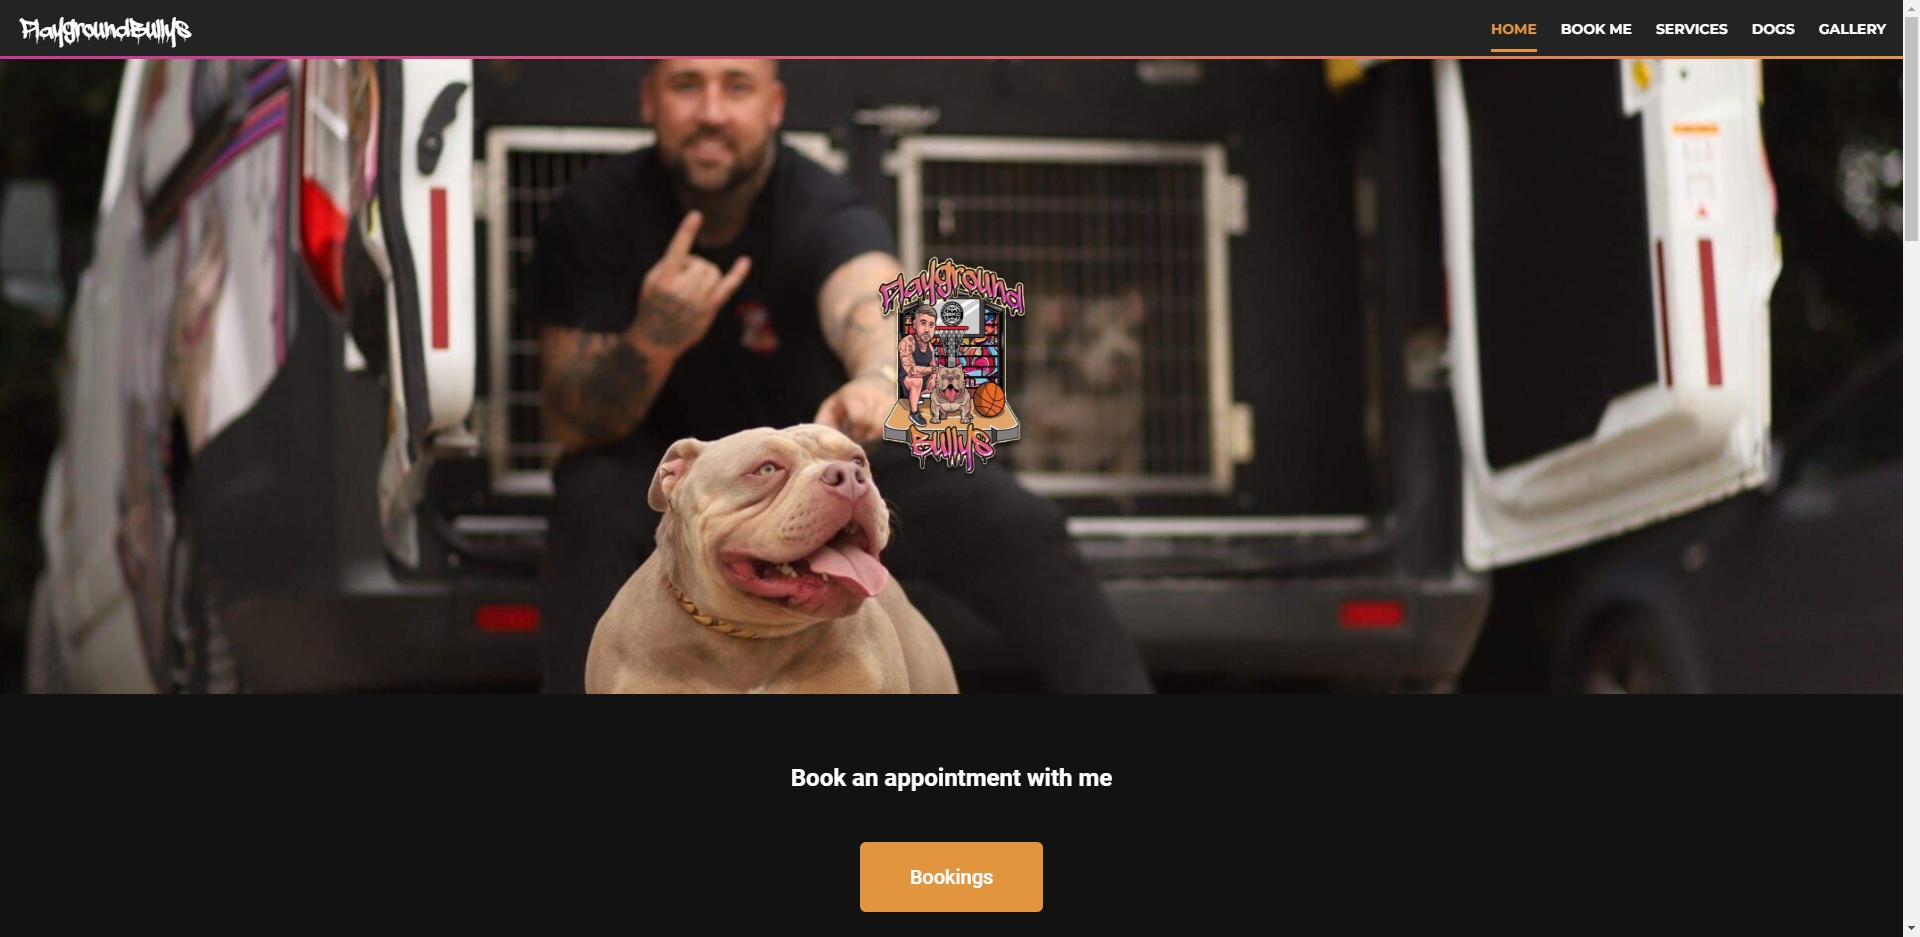 PlaygroundBullyS
HOME BOOK ME SERVICES DOGS GALLERY
Playground
BullyS
Book an appointment with me
Bookings